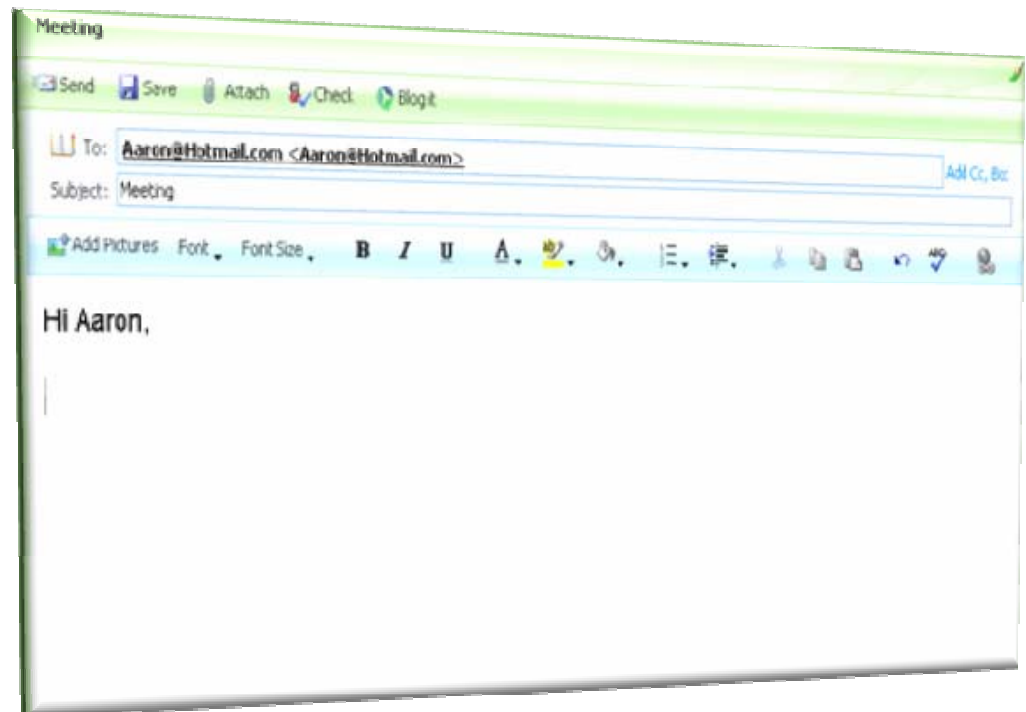 Meeting
Send Save Attach Check Blog it
To: Aaron@Hotmail.com <Aaron@Hotmail.com>
Add Cc, Bcc
Subject: Meeting
Add Pictures Font Font Size B I U A
Hi Aaron,